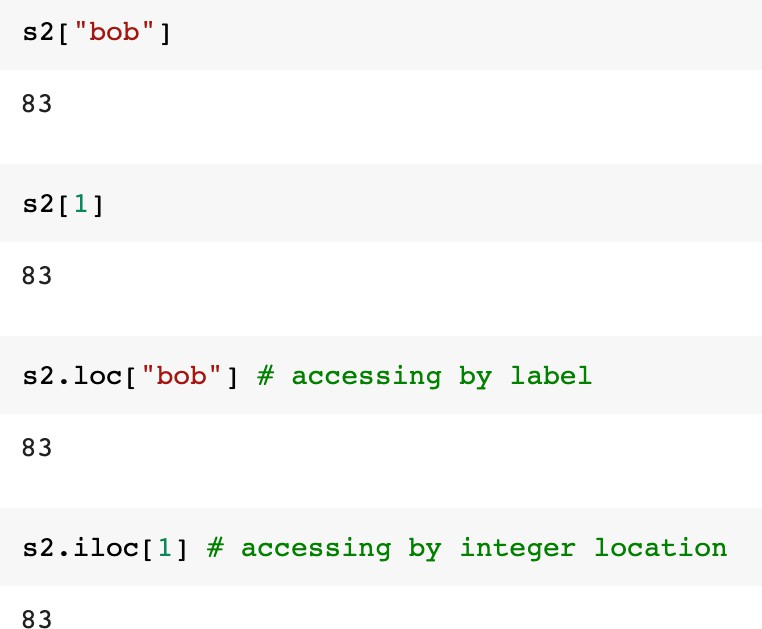 s2["bob"]
83
s2[1]
83
s2.loc["bob"] # accessing by label
83
s2.iloc[1] # accessing by integer location
83